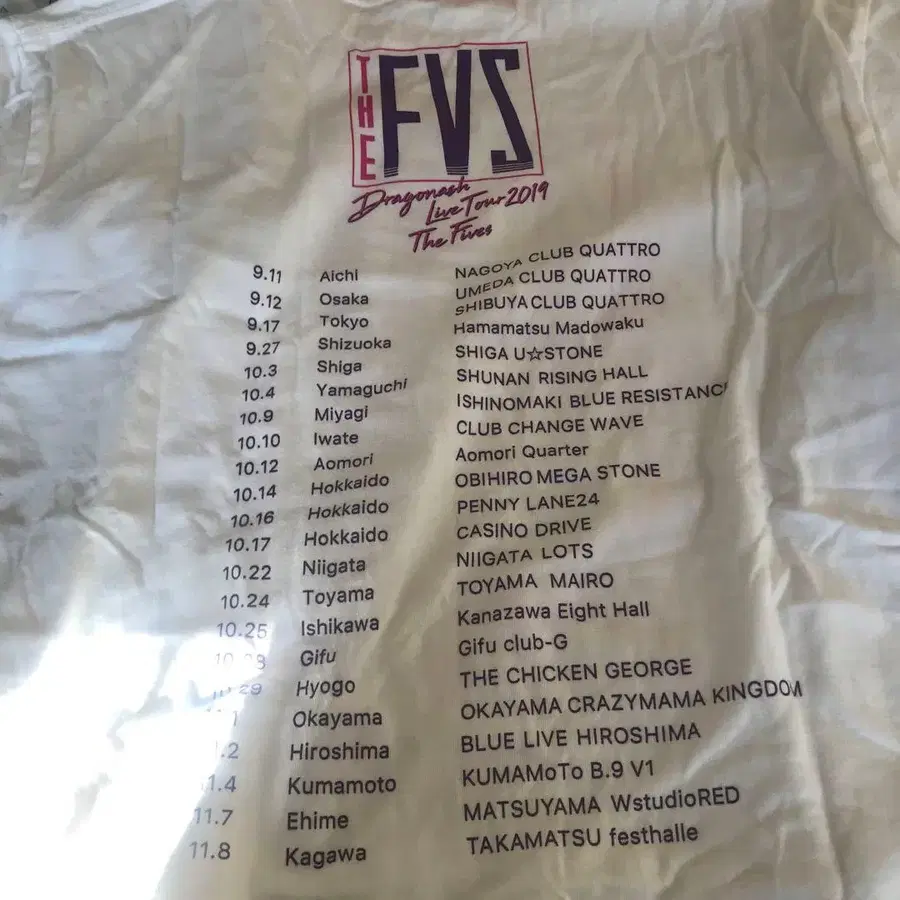 THE FVS
Dragonash
Live Tour 2019
The Fives
9.11 Aichi NAGOYA CLUB QUATTRO
9.12 Osaka UMEDA CLUB QUATTRO
9.17 Tokyo SHIBUYA CLUB QUATTRO
9.27 Shizuoka Hamamatsu Madowaku
10.3 Shiga SHIGA U☆STONE
10.4 Yamaguchi SHUNAN RISING HALL
10.9 Miyagi ISHINOMAKI BLUE RESISTANCE
10.10 Iwate CLUB CHANGE WAVE
10.12 Aomori Aomori Quarter
10.14 Hokkaido OBIHIRO MEGA STONE
10.16 Hokkaido PENNY LANE24
10.17 Hokkaido CASINO DRIVE
10.22 Niigata NIIGATA LOTS
10.24 Toyama TOYAMA MAIRO
10.25 Ishikawa Kanazawa Eight Hall
Gifu Gifu club-G
10.29 Hyogo THE CHICKEN GEORGE
Okayama OKAYAMA CRAZYMAMA KINGDOM
Hiroshima BLUE LIVE HIROSHIMA
11.4 Kumamoto KUMAMoTo B.9 V1
11.7 Ehime MATSUYAMA WstudioRED
11.8 Kagawa TAKAMATSU festhalle